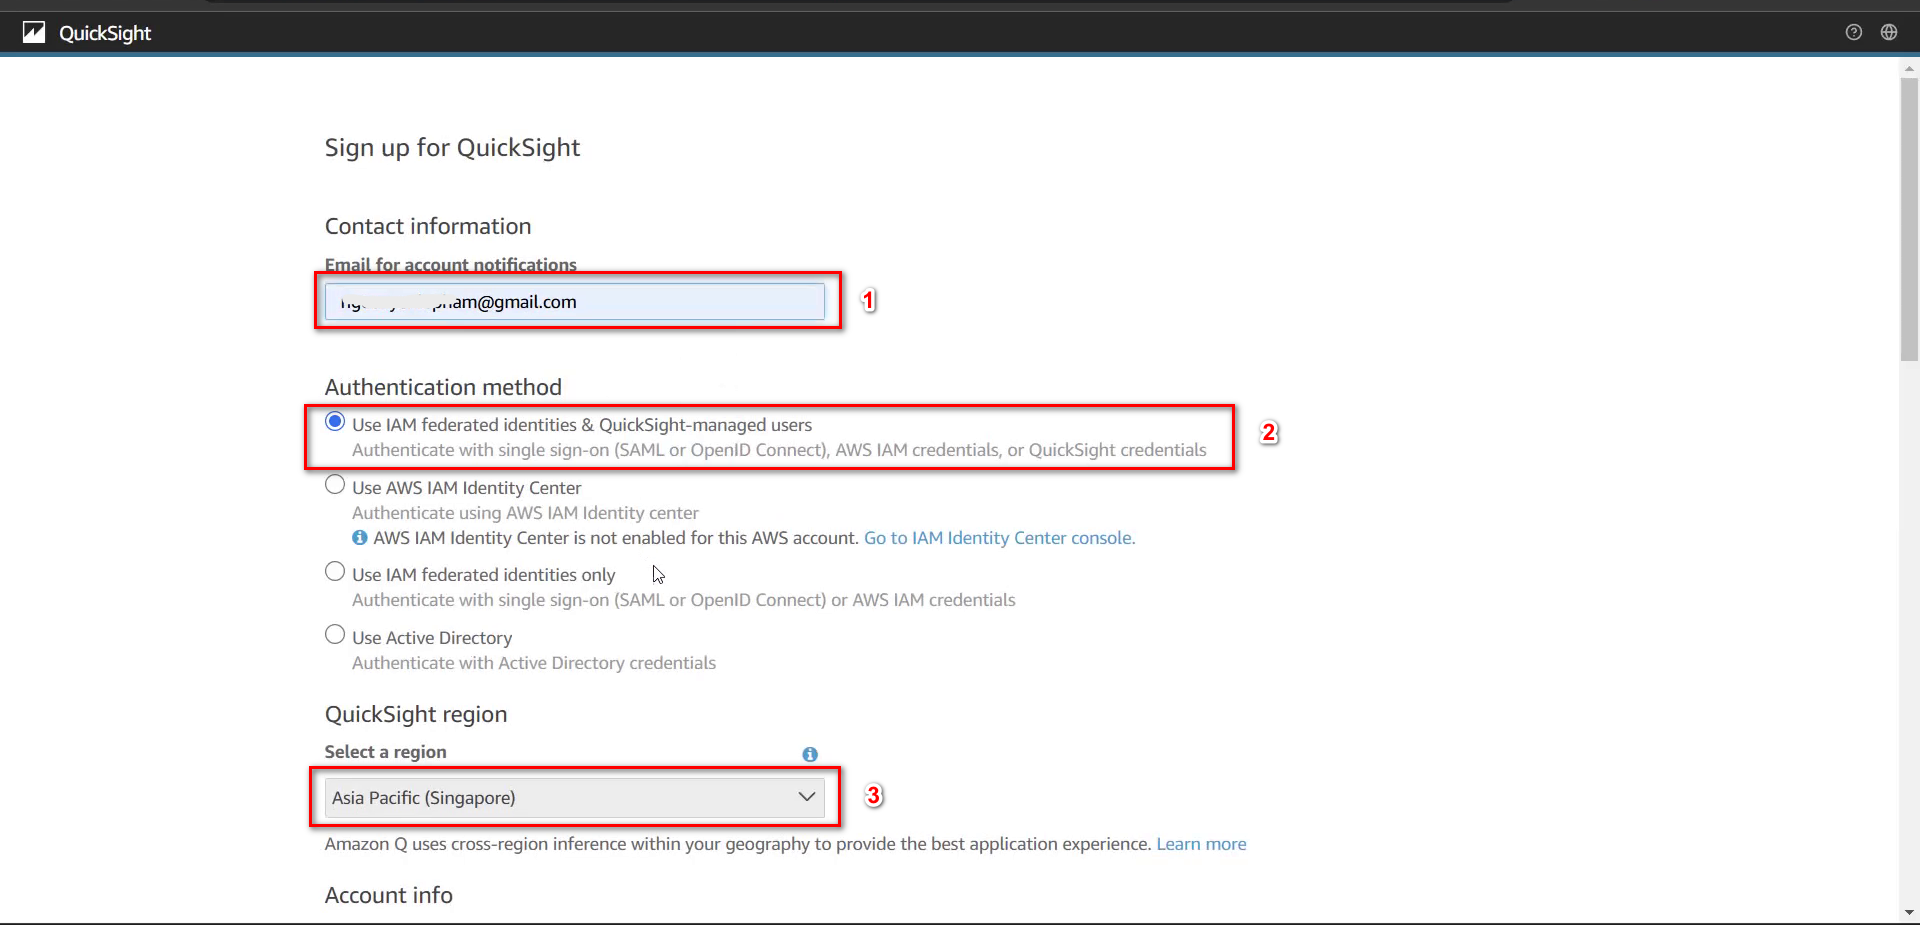 QuickSight
Sign up for QuickSight
Contact information
Email for account notifications
ham@gmail.com
1
Authentication method
Use IAM federated identities & QuickSight-managed users
Authenticate with single sign-on (SAML or OpenID Connect), AWS IAM credentials, or QuickSight credentials
2
Use AWS IAM Identity Center
Authenticate using AWS IAM Identity center
AWS IAM Identity Center is not enabled for this AWS account. Go to IAM Identity Center console.
Use IAM federated identities only
Authenticate with single sign-on (SAML or OpenID Connect) or AWS IAM credentials
Use Active Directory
Authenticate with Active Directory credentials
QuickSight region
Select a region
Asia Pacific (Singapore)
3
Amazon Q uses cross-region inference within your geography to provide the best application experience. Learn more
Account info